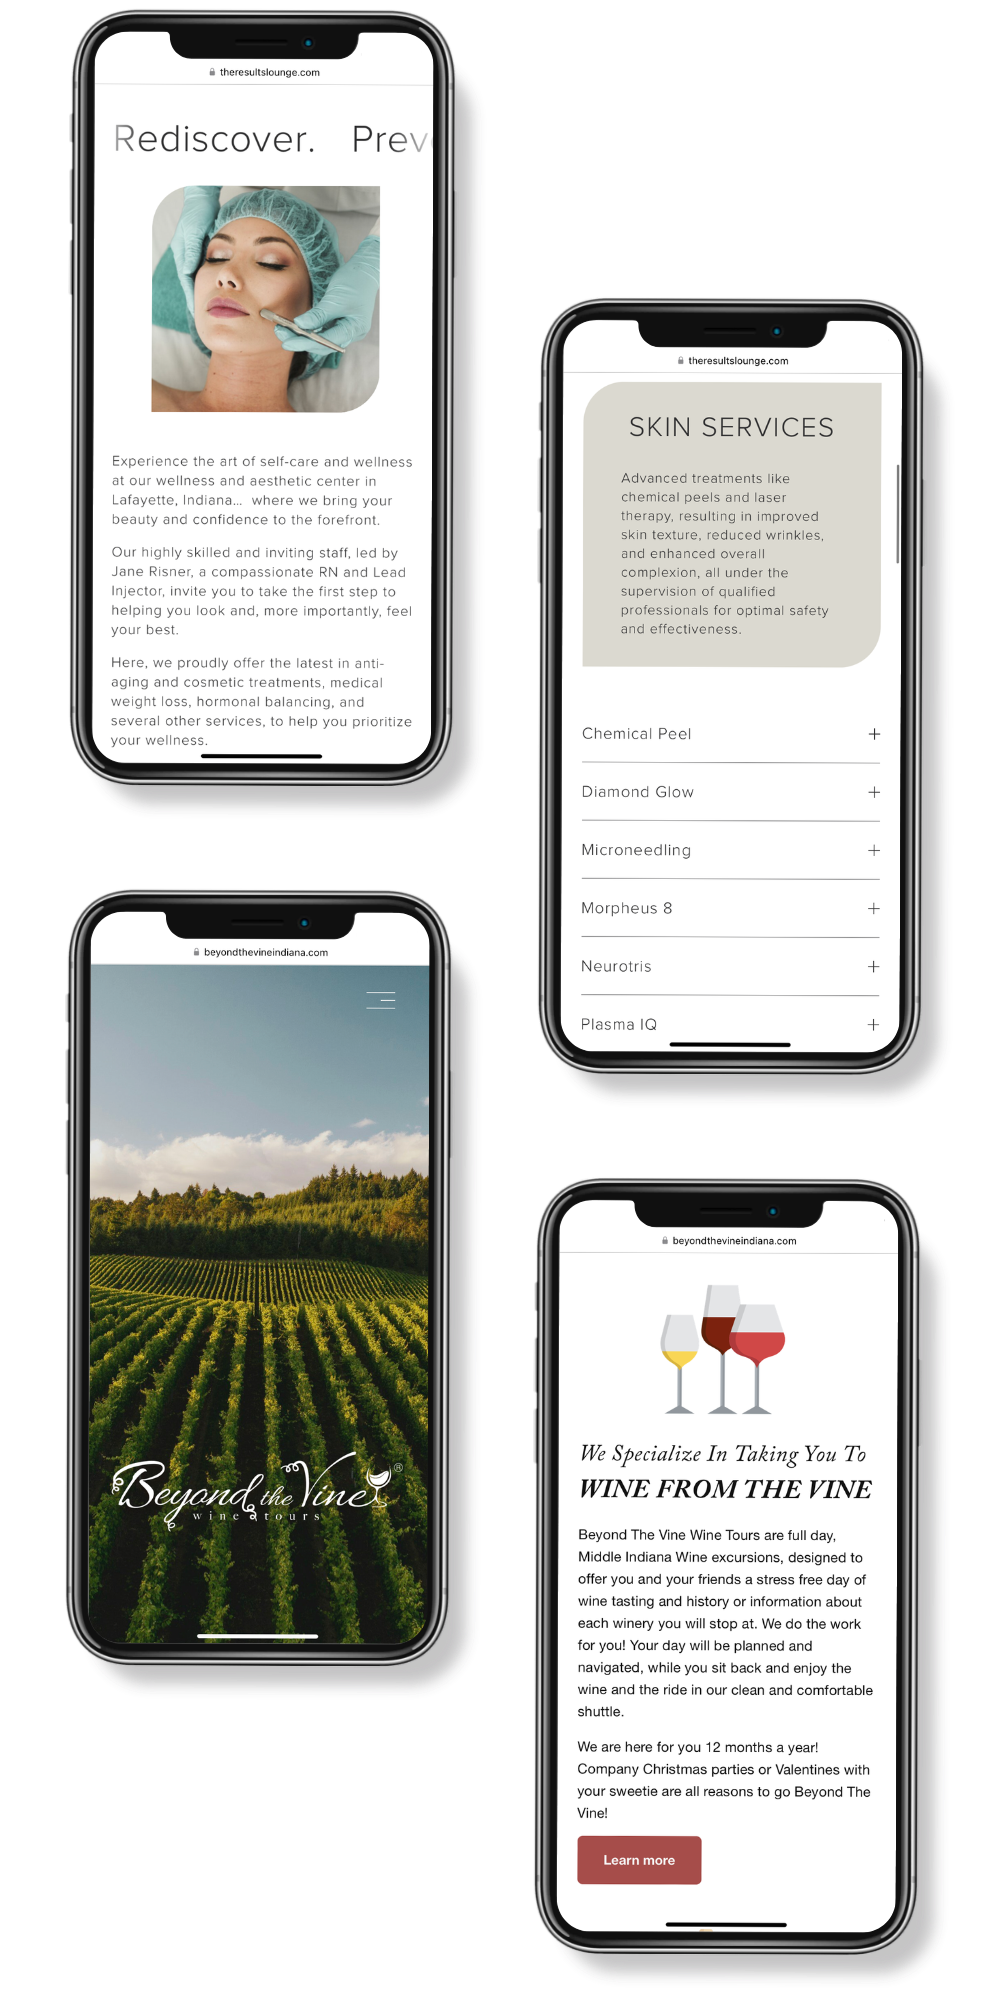 theresultslounge.com
Rediscover. Prev
Experience the art of self-care and wellness
at our wellness and aesthetic center in
Lafayette, Indiana... where we bring your
beauty and confidence to the forefront.
Our highly skilled and inviting staff, led by
Jane Risner, a compassionate RN and Lead
Injector, invite you to take the first step to
helping you look and, more importantly, feel
your best.
Here, we proudly offer the latest in anti-
aging and cosmetic treatments, medical
weight loss, hormonal balancing, and
several other services, to help you prioritize
your wellness.
theresultslounge.com
SKIN SERVICES
Advanced treatments like
chemical peels and laser
therapy, resulting in improved
skin texture, reduced wrinkles,
and enhanced overall
complexion, all under the
supervision of qualified
professionals for optimal safety
and effectiveness.
Chemical Peel +
Diamond Glow +
Microneedling +
Morpheus 8 +
Neurotris +
Plasma IQ +
beyondthevineindiana.com
Beyond the Vine ®
wine tours
beyondthevineindiana.com
We Specialize In Taking You To
WINE FROM THE VINE
Beyond The Vine Wine Tours are full day,
Middle Indiana Wine excursions, designed to
offer you and your friends a stress free day of
wine tasting and history or information about
each winery you will stop at. We do the work
for you! Your day will be planned and
navigated, while you sit back and enjoy the
wine and the ride in our clean and comfortable
shuttle.
We are here for you 12 months a year!
Company Christmas parties or Valentines with
your sweetie are all reasons to go Beyond The
Vine!
Learn more